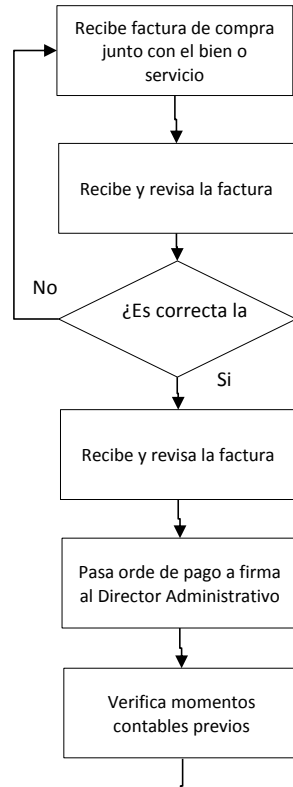 Recibe factura de compra
junto con el bien o
servicio
Recibe y revisa la factura
¿Es correcta la
No
Si
Recibe y revisa la factura
Pasa orde de pago a firma
al Director Administrativo
Verifica momentos
contables previos